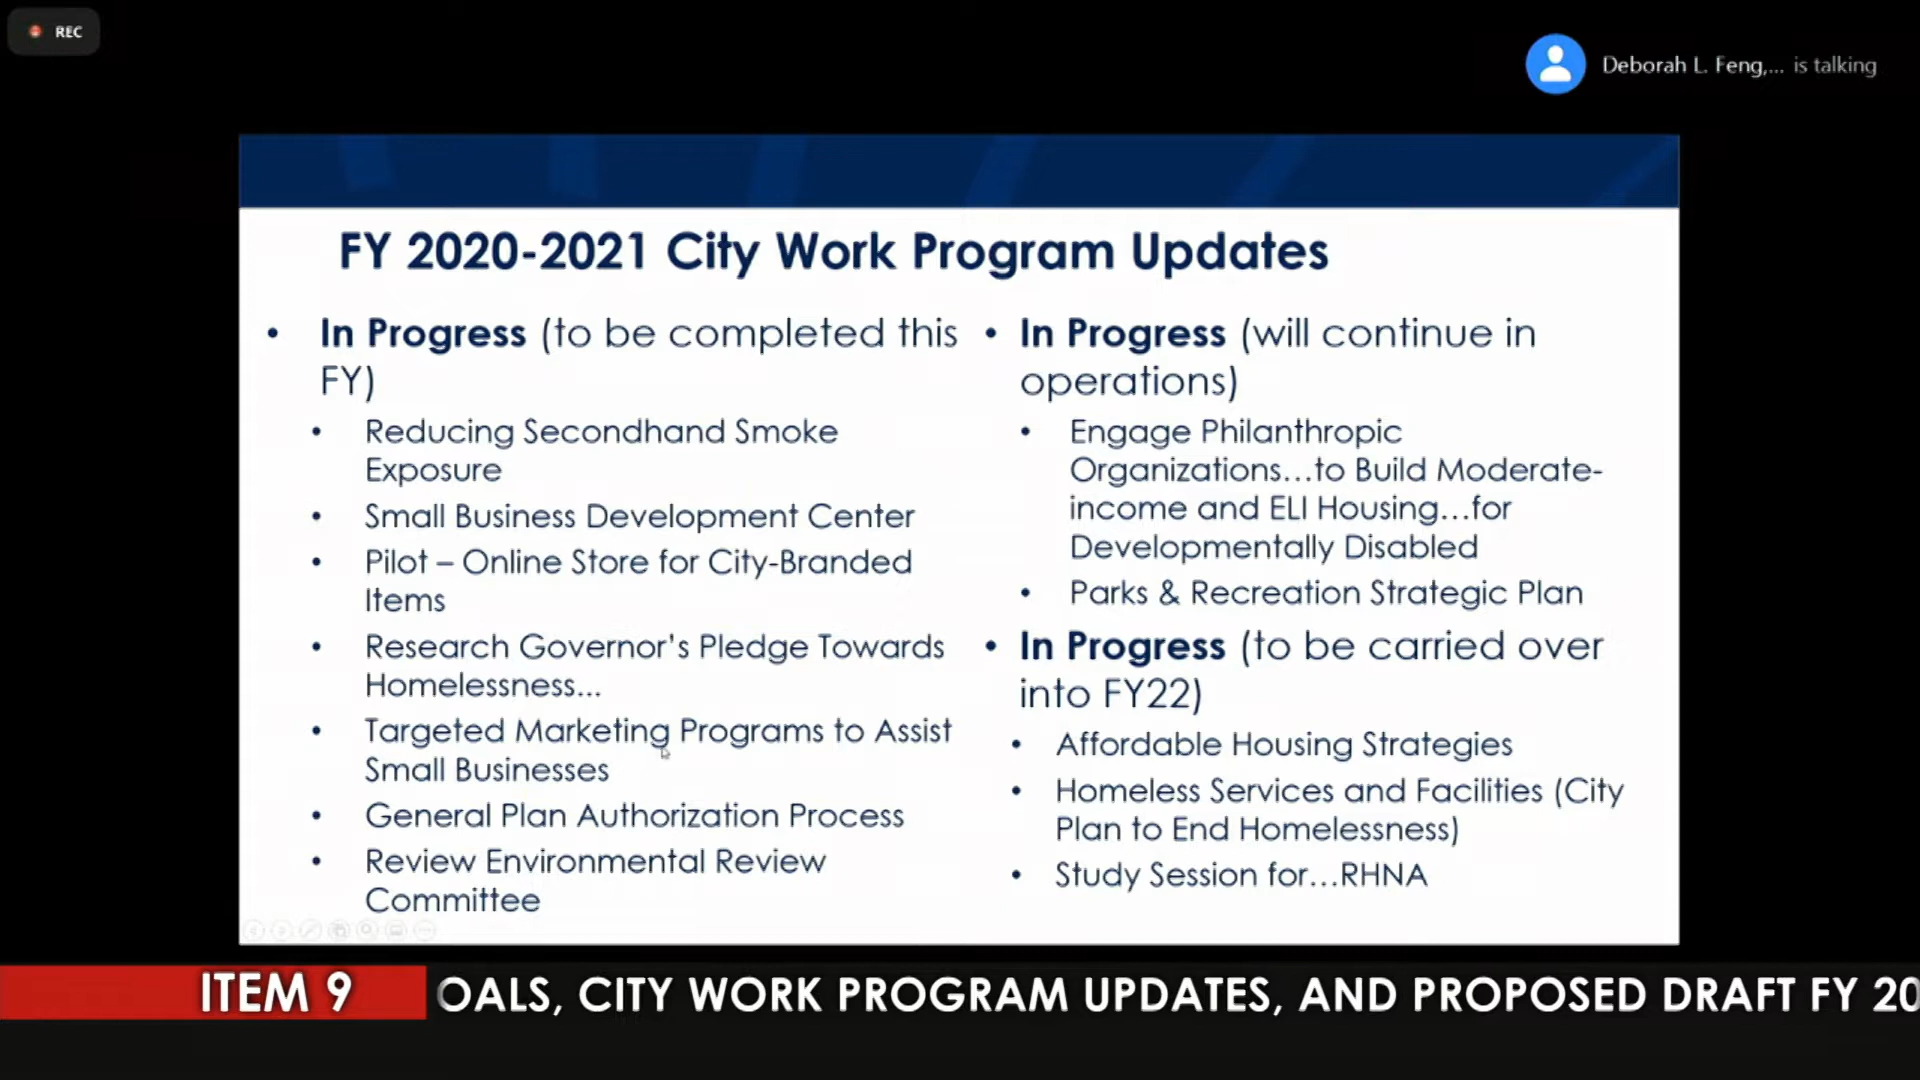 REC
Deborah L. Feng,... is talking
FY 2020-2021 City Work Program Updates
• In Progress (to be completed this
FY)
• Reducing Secondhand Smoke
Exposure
• Small Business Development Center
• Pilot – Online Store for City-Branded
Items
• Research Governor's Pledge Towards
Homelessness...
• Targeted Marketing Programs to Assist
Small Businesses
• General Plan Authorization Process
• Review Environmental Review
Committee
• In Progress (will continue in
operations)
• Engage Philanthropic
Organizations...to Build Moderate-
income and ELI Housing...for
Developmentally Disabled
• Parks & Recreation Strategic Plan
• In Progress (to be carried over
into FY22)
• Affordable Housing Strategies
• Homeless Services and Facilities (City
Plan to End Homelessness)
• Study Session for...RHNA
ITEM 9
OALS, CITY WORK PROGRAM UPDATES, AND PROPOSED DRAFT FY 20